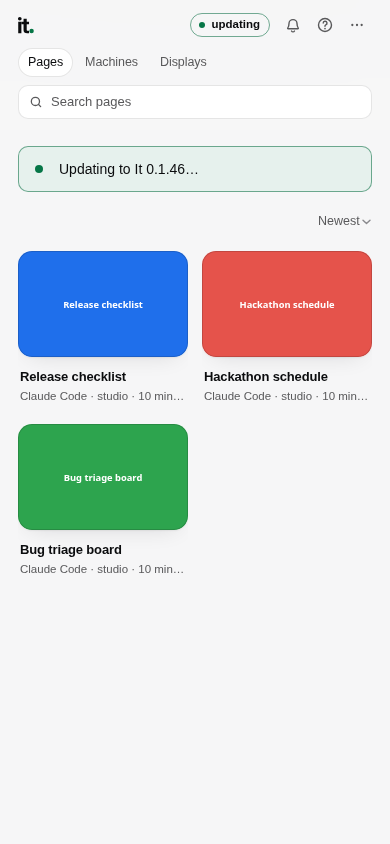 it.
updating
Pages
Machines
Displays
Search pages
Updating to It 0.1.46…
Newest
Release checklist
Hackathon schedule
Release checklist
Claude Code · studio · 10 min…
Hackathon schedule
Claude Code · studio · 10 min…
Bug triage board
Bug triage board
Claude Code · studio · 10 min…